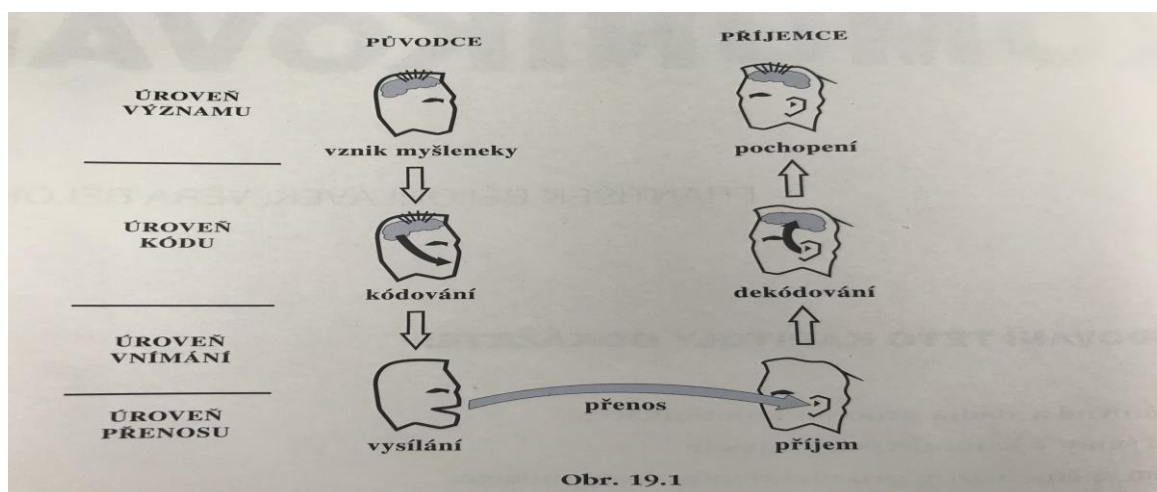 PŮVODCE PŘÍJEMCE
ÚROVEŇ
VÝZNAMU
vznik myšleneky pochopení
ÚROVEŇ
KÓDU
kódování dekódování
ÚROVEŇ
VNÍMÁNÍ
přenos
ÚROVEŇ
PŘENOSU
vysílání příjem
Obr. 19.1